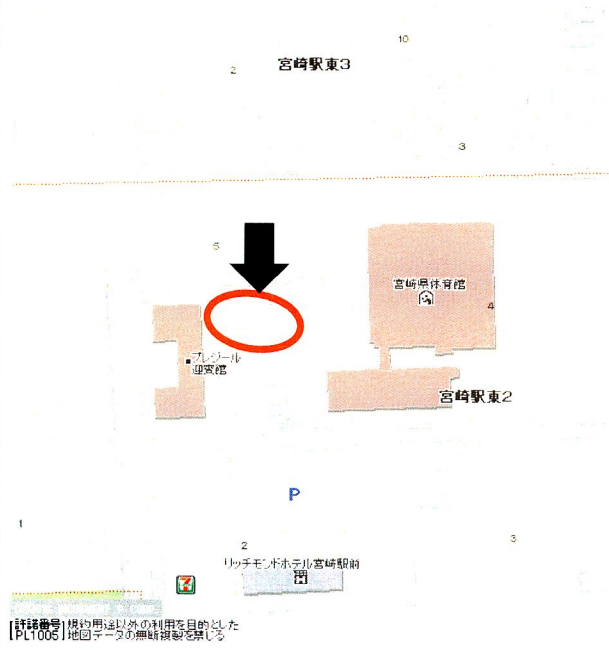 10
2
宮崎駅東3
3
5
宮崎県体育館
4
プレジール
迎賓館
宮崎駅東2
P
1
2
3
リッチモンドホテル宮崎駅前
7
[許諾番号]規約用途以外の利用を目的とした
[PL1005]地図データの無断複製を禁じる